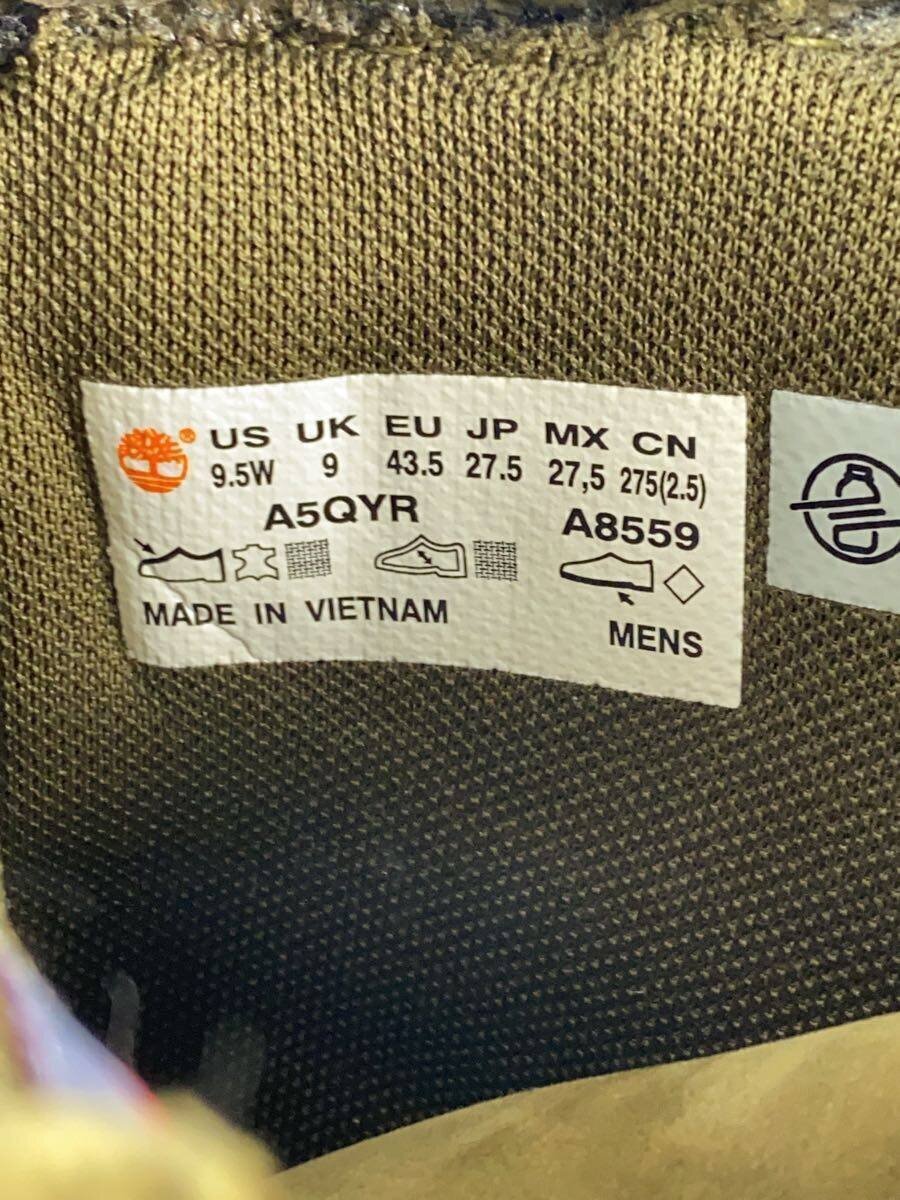 ® US UK EU JP MX CN
9.5W 9 43.5 27.5 27,5 275(2.5)
A5QYR A8559
MADE IN VIETNAM
MENS